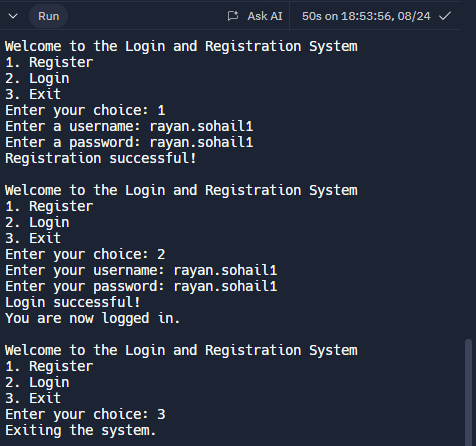 Run
Ask AI
50s on 18:53:56, 08/24
Welcome to the Login and Registration System
1. Register
2. Login
3. Exit
Enter your choice: 1
Enter a username: rayan.sohail1
Enter a password: rayan.sohail1
Registration successful!
Welcome to the Login and Registration System
1. Register
2. Login
3. Exit
Enter your choice: 2
Enter your username: rayan.sohail1
Enter your password: rayan.sohail1
Login successful!
You are now logged in.
Welcome to the Login and Registration System
1. Register
2. Login
3. Exit
Enter your choice: 3
Exiting the system.